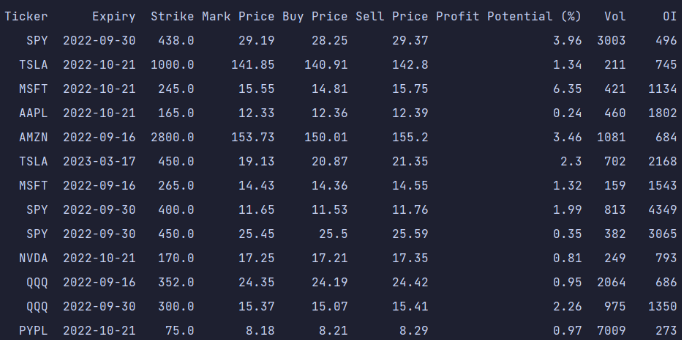 Ticker Expiry Strike Mark Price Buy Price Sell Price Profit Potential (%) Vol OI
SPY 2022-09-30 438.0 29.19 28.25 29.37 3.96 3003 496
TSLA 2022-10-21 1000.0 141.85 140.91 142.8 1.34 211 745
MSFT 2022-10-21 245.0 15.55 14.81 15.75 6.35 421 1134
AAPL 2022-10-21 165.0 12.33 12.36 12.39 0.24 460 1802
AMZN 2022-09-16 2800.0 153.73 150.01 155.2 3.46 1081 684
TSLA 2023-03-17 450.0 19.13 20.87 21.35 2.3 702 2168
MSFT 2022-09-16 265.0 14.43 14.36 14.55 1.32 159 1543
SPY 2022-09-30 400.0 11.65 11.53 11.76 1.99 813 4349
SPY 2022-09-30 450.0 25.45 25.5 25.59 0.35 382 3065
NVDA 2022-10-21 170.0 17.25 17.21 17.35 0.81 249 793
QQQ 2022-09-16 352.0 24.35 24.19 24.42 0.95 2064 686
QQQ 2022-09-30 300.0 15.37 15.07 15.41 2.26 975 1350
PYPL 2022-10-21 75.0 8.18 8.21 8.29 0.97 7009 273